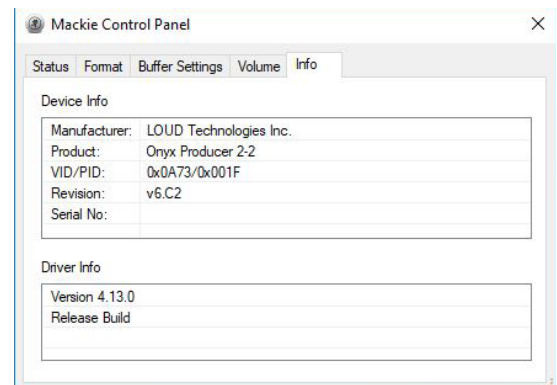 Mackie Control Panel
Status Format Buffer Settings Volume Info
Device Info
Manufacturer: LOUD Technologies Inc.
Product: Onyx Producer 2-2
VID/PID: 0x0A73/0x001F
Revision: v6.C2
Serial No:
Driver Info
Version 4.13.0
Release Build